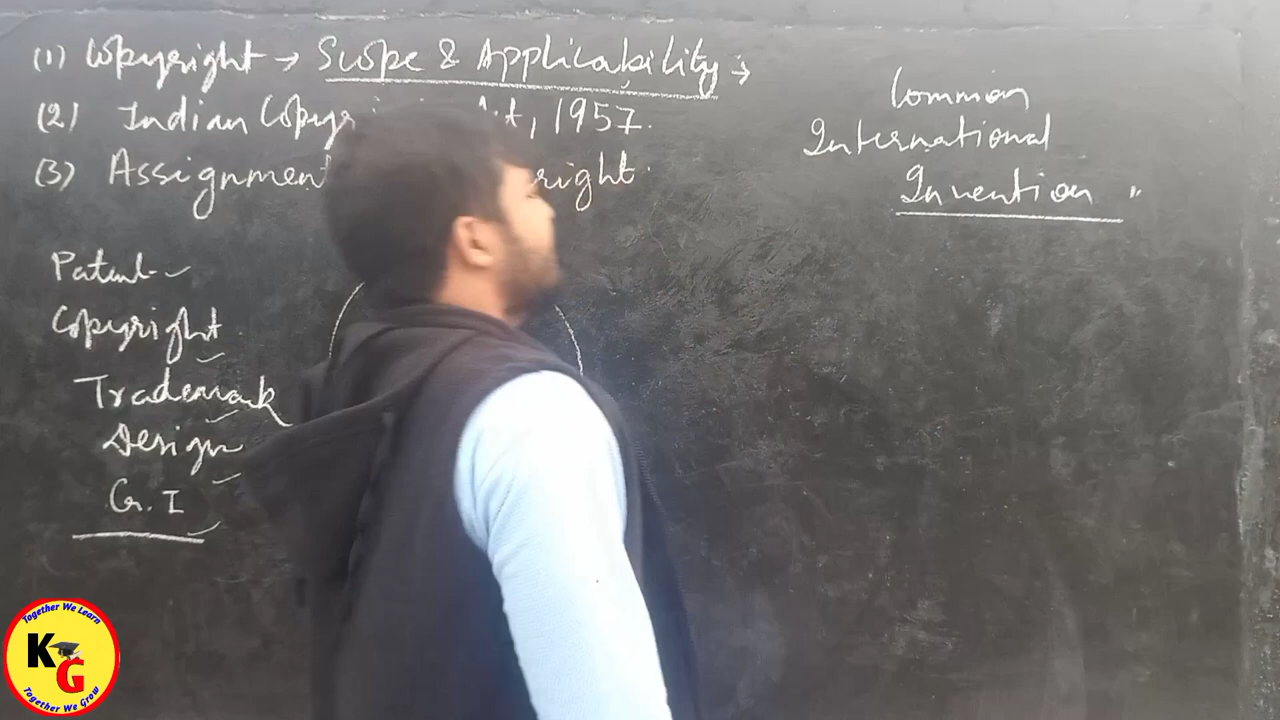 (1) Copyright → Scope & Applicability →
(2) Indian Copyr t, 1957.
(3) Assignment right.
Common
International
Invention "
Patent
Copyright
Trademark
Design
G.I
Together We Learn
KG
Together We Grow